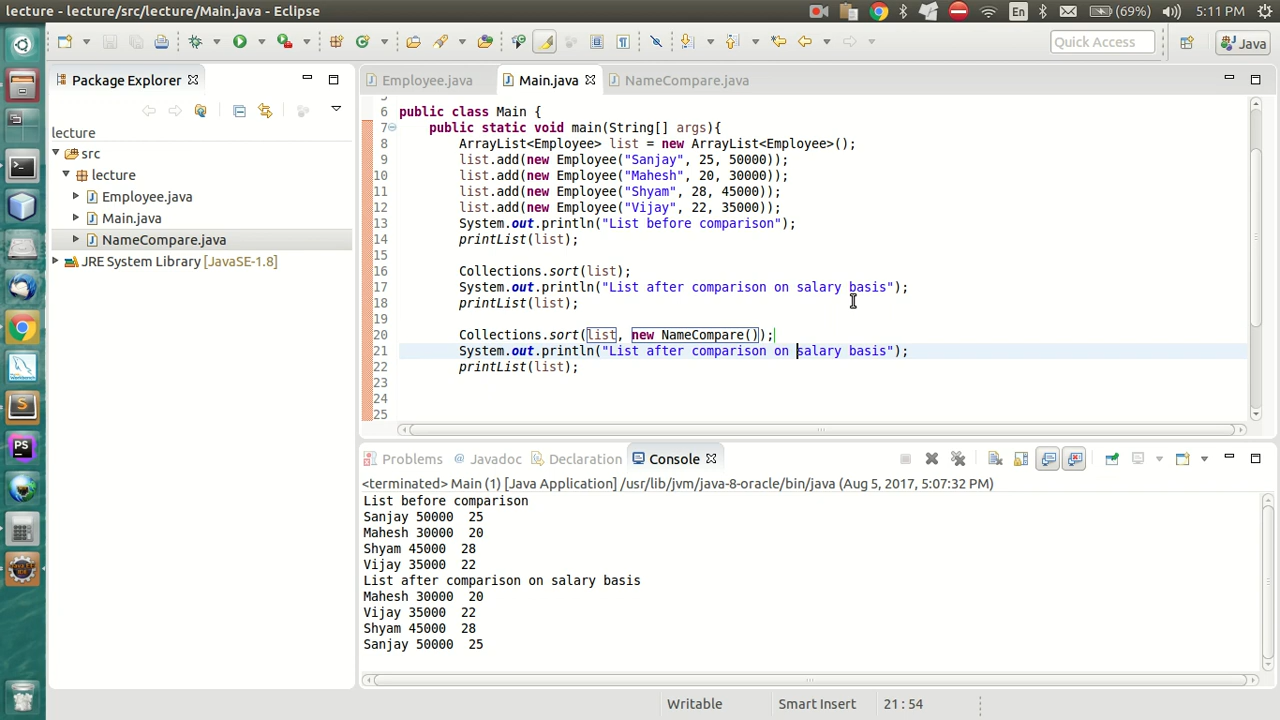 lecture - lecture/src/lecture/Main.java - Eclipse
En
(69%)
5:11 PM
Quick Access
Java
Package Explorer
Employee.java
Main.java
NameCompare.java
lecture
src
lecture
Employee.java
Main.java
NameCompare.java
JRE System Library [JavaSE-1.8]
5
6 public class Main {
7 public static void main(String[] args){
8 ArrayList<Employee> list = new ArrayList<Employee>();
9 list.add(new Employee("Sanjay", 25, 50000));
10 list.add(new Employee("Mahesh", 20, 30000));
11 list.add(new Employee("Shyam", 28, 45000));
12 list.add(new Employee("Vijay", 22, 35000));
13 System.out.println("List before comparison");
14 printList(list);
15
16 Collections.sort(list);
17 System.out.println("List after comparison on salary basis");
18 printList(list);
19
20 Collections.sort(list, new NameCompare());
21 System.out.println("List after comparison on salary basis");
22 printList(list);
23
24
25
Problems
Javadoc
Declaration
Console
<terminated> Main (1) [Java Application] /usr/lib/jvm/java-8-oracle/bin/java (Aug 5, 2017, 5:07:32 PM)
List before comparison
Sanjay 50000  25
Mahesh 30000  20
Shyam 45000  28
Vijay 35000  22
List after comparison on salary basis
Mahesh 30000  20
Vijay 35000  22
Shyam 45000  28
Sanjay 50000  25
PS
S
Writable
Smart Insert
21 : 54